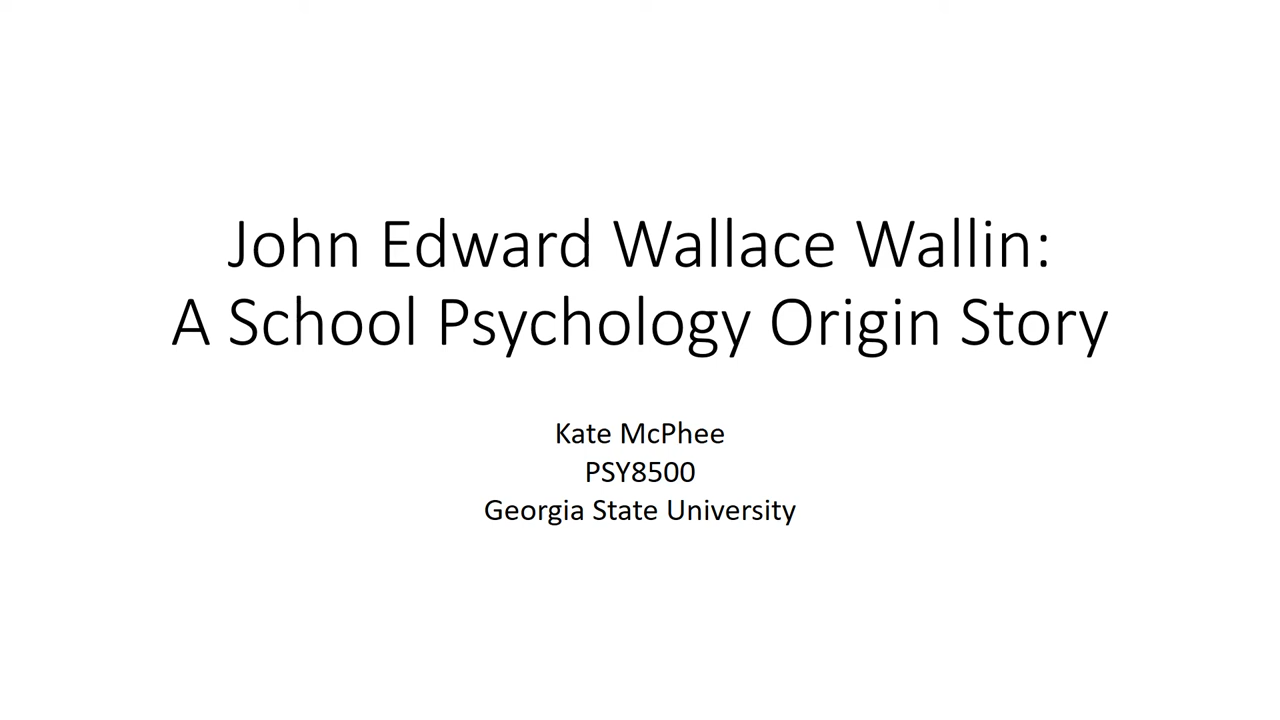 John Edward Wallace Wallin:
A School Psychology Origin Story
Kate McPhee
PSY8500
Georgia State University